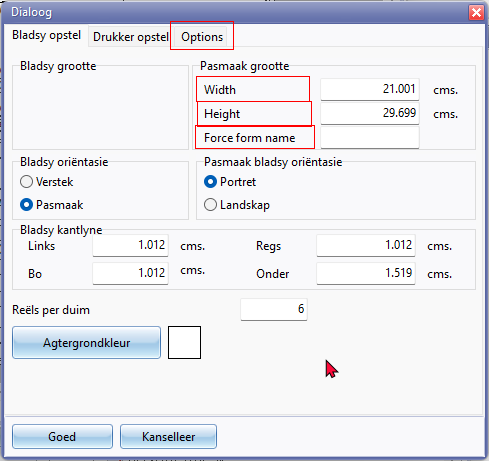 Dialoog
Bladsy opstel Drukker opstel Options
Bladsy grootte Pasmaak grootte
Width 21.001 cms.
Height 29.699 cms.
Force form name
Bladsy oriëntasie Pasmaak bladsy oriëntasie
Verstek Portret
Pasmaak Landskap
Bladsy kantlyne
Links 1.012 cms. Regs 1.012 cms.
Bo 1.012 cms. Onder 1.519 cms.
Reëls per duim 6
Agtergrondkleur
Goed Kanselleer